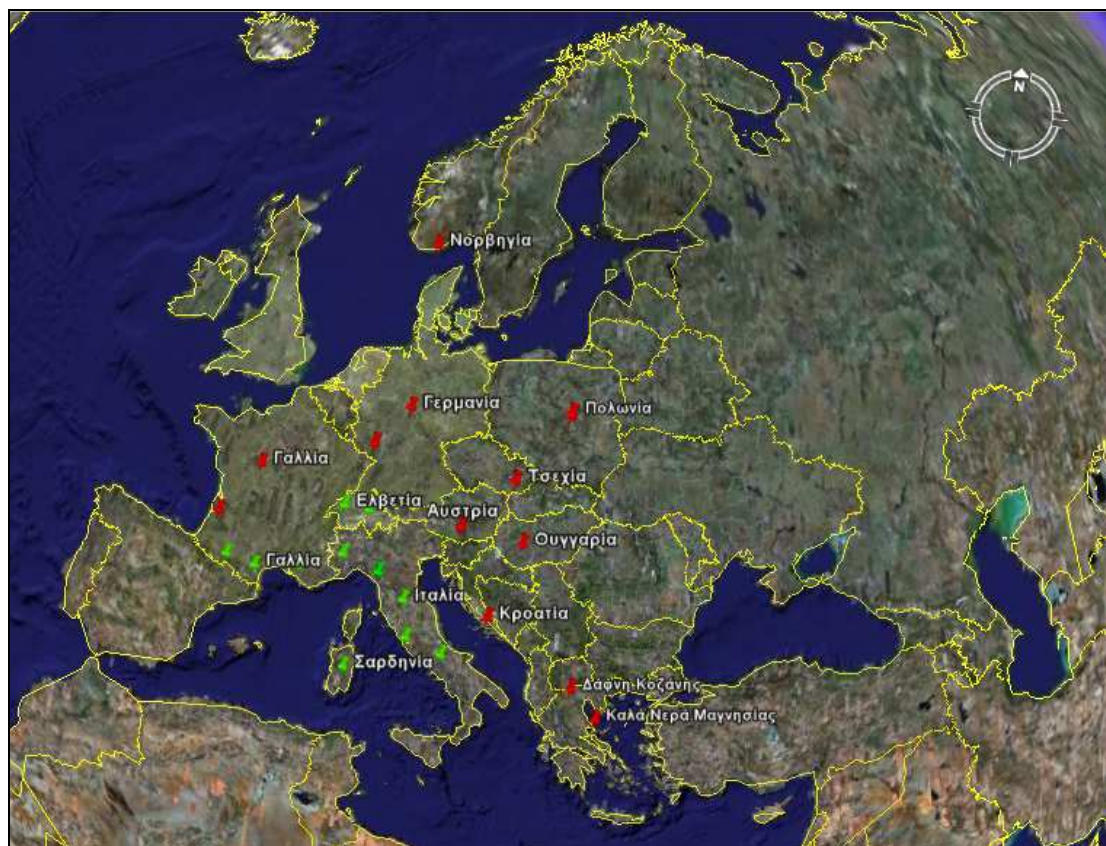 N
Νορβηγία
Γερμανία
Πολωνία
Γαλλία
Τσεχία
Ελβετία
Αυστρία
Ουγγαρία
Γαλλία
Ιταλία
Κροατία
Σαρδηνία
Δάφνη Κοζάνης
Καλά Νερά Μαγνησίας